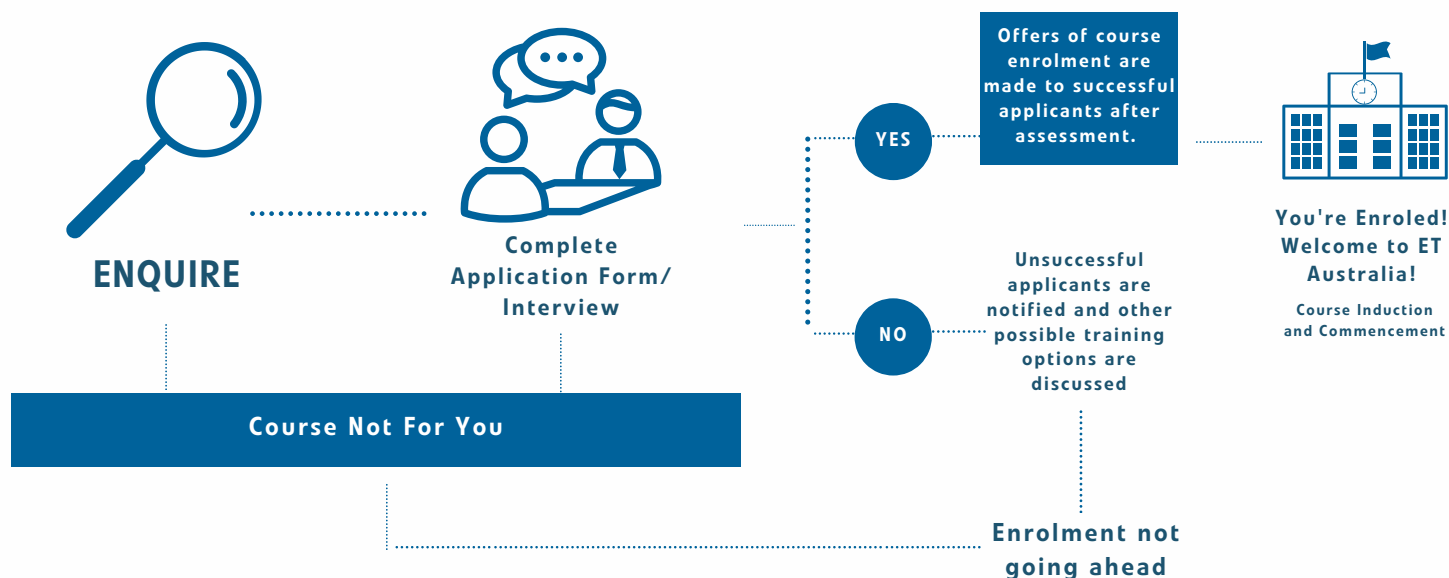 ENQUIRE
Complete
Application Form/
Interview
YES
Offers of course
enrolment are
made to successful
applicants after
assessment.
You're Enroled!
Welcome to ET
Australia!
Course Induction
and Commencement
NO
Unsuccessful
applicants are
notified and other
possible training
options are
discussed
Course Not For You
Enrolment not
going ahead